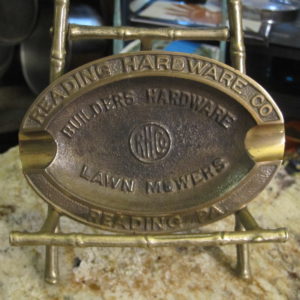 READING HARDWARE CO
BUILDERS HARDWARE
RHCO
LAWN MOWERS
READING PA